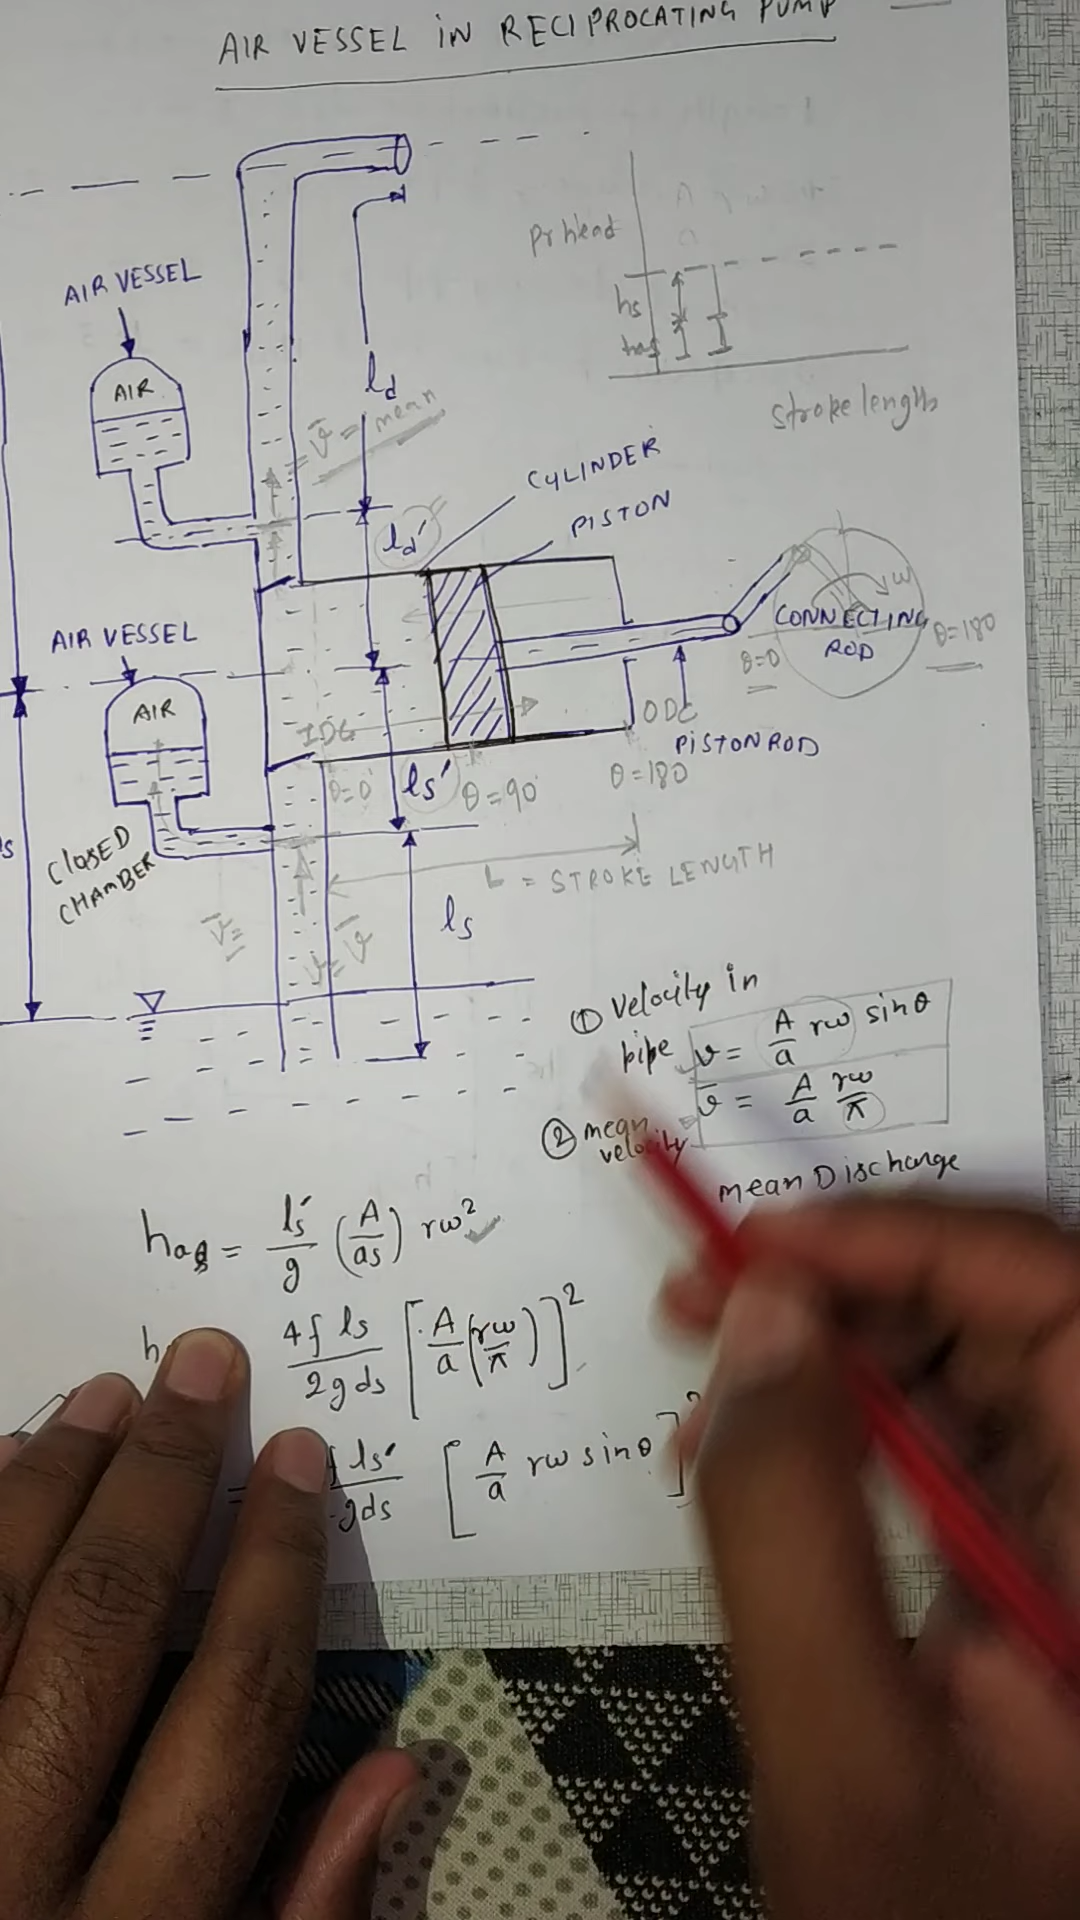 AIR VESSEL IN RECIPROCATING PUMP
AIR VESSEL
AIR
ld
v̄ = mean
ld'
CYLINDER
PISTON
Pr head
hs
has
stroke length
AIR VESSEL
AIR
CLOSED
CHAMBER
IDC
θ=0
ls'
θ=90
θ=180
ODC
PISTON ROD
CONNECTING
ROD
ω
θ=0
θ=180
L = STROKE LENGTH
ls
v̄=
v=v̄
① Velocity in
pipe v = A/a rω sinθ
② mean velocity v̄ = A/a rω/π
mean Discharge
has = ls'/g (A/as) rω²
4f ls/2g ds [A/a (rω/π)]²
= ls'/gds [A/a rω sinθ]